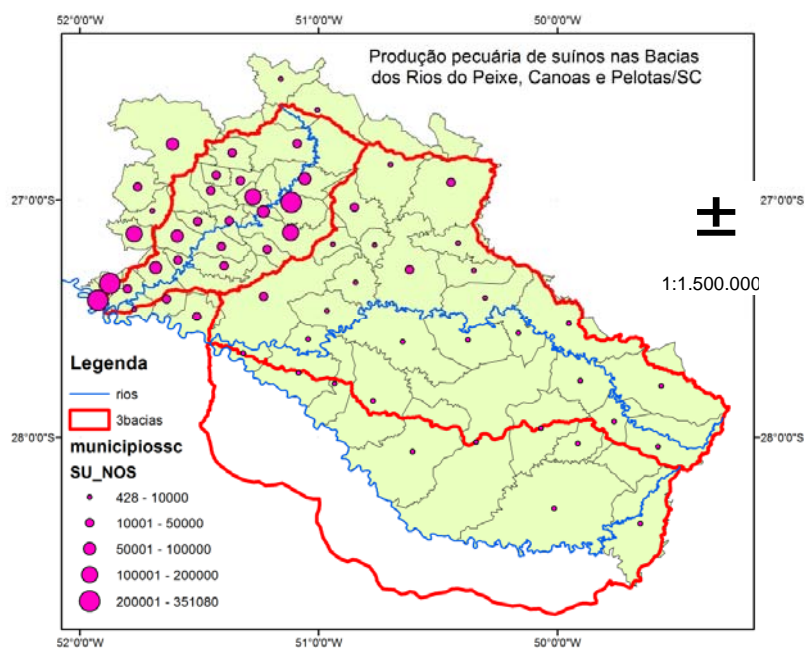 52°0'0"W
51°0'0"W
50°0'0"W
Produção pecuária de suínos nas Bacias
dos Rios do Peixe, Canoas e Pelotas/SC
27°0'0"S
27°0'0"S
±
1:1.500.000
Legenda
rios
3bacias
municipiossc
SU_NOS
428 - 10000
10001 - 50000
50001 - 100000
100001 - 200000
200001 - 351080
28°0'0"S
28°0'0"S
52°0'0"W
51°0'0"W
50°0'0"W